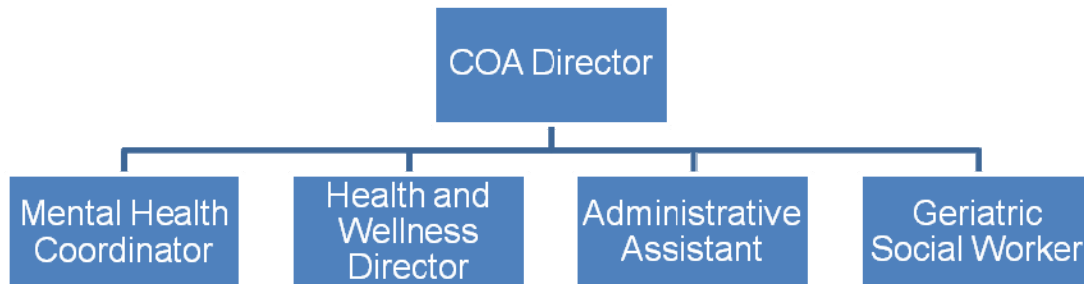 COA Director
Mental Health
Coordinator
Health and
Wellness
Director
Administrative
Assistant
Geriatric
Social Worker